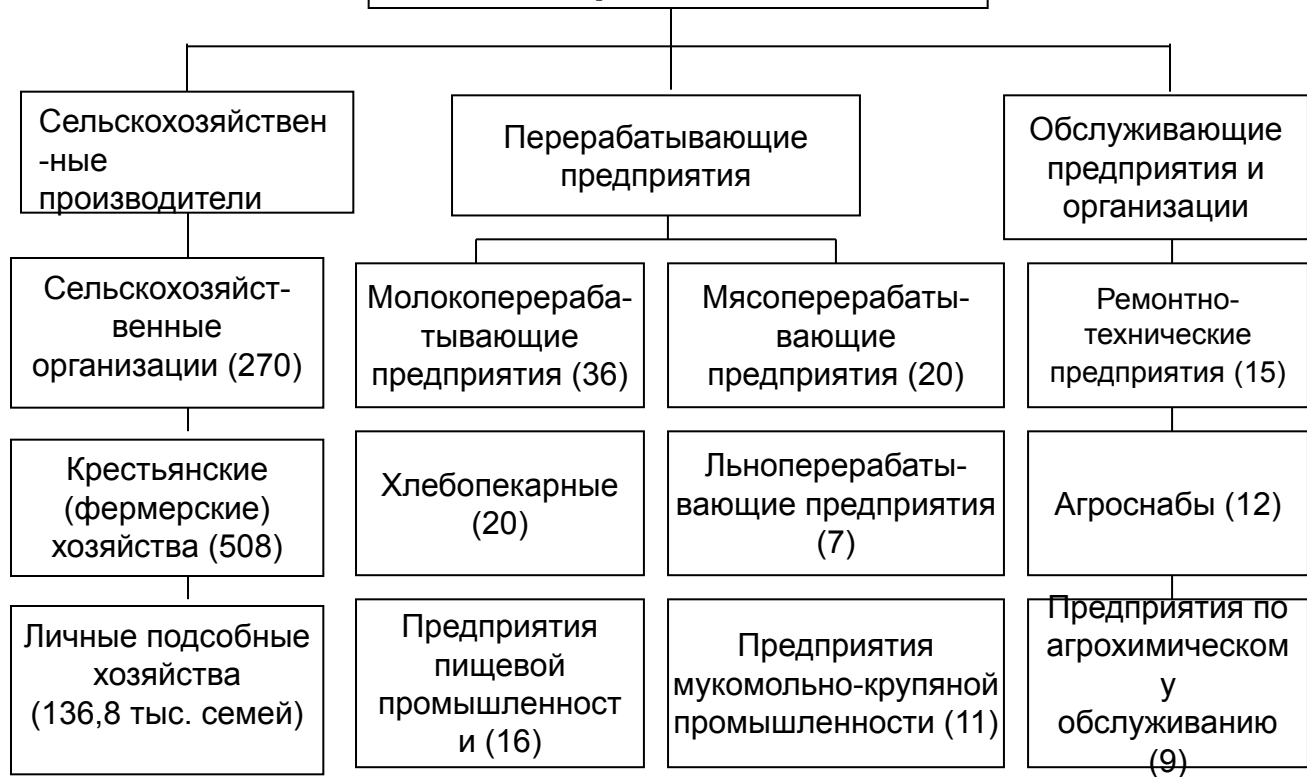 Сельскохозяйствен
-ные
производители
Перерабатывающие
предприятия
Обслуживающие
предприятия и
организации
Сельскохозяйст-
венные
организации (270)
Молокоперераба-
тывающие
предприятия (36)
Мясоперерабаты-
вающие
предприятия (20)
Ремонтно-
технические
предприятия (15)
Крестьянские
(фермерские)
хозяйства (508)
Хлебопекарные
(20)
Льноперерабаты-
вающие предприятия
(7)
Агроснабы (12)
Личные подсобные
хозяйства
(136,8 тыс. семей)
Предприятия
пищевой
промышленност
и (16)
Предприятия
мукомольно-крупяной
промышленности (11)
Предприятия по
агрохимическом
у
обслуживанию
(9)